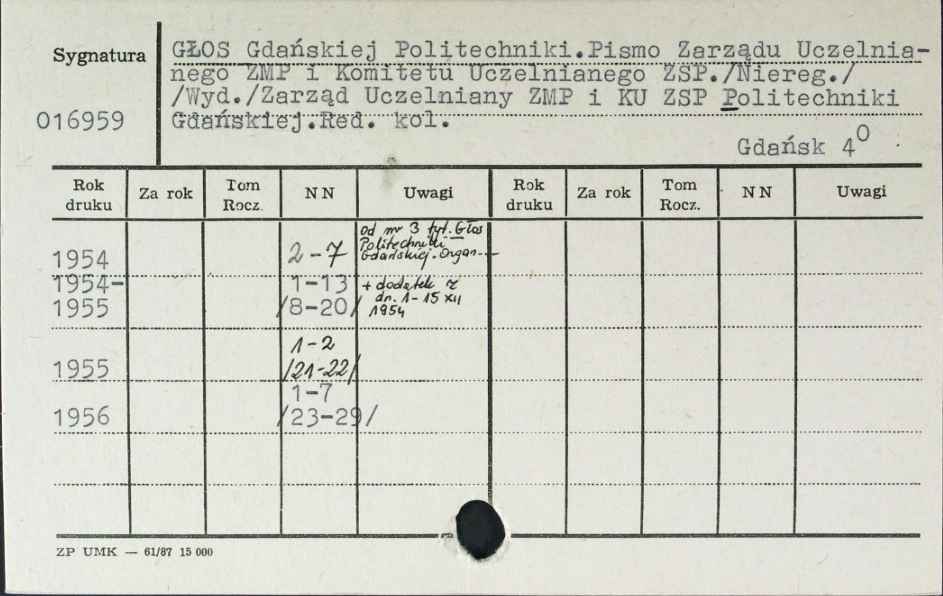 Sygnatura
016959
GŁOS Gdańskiej Politechniki.Pismo Zarządu Uczelnia-
nego ZMP i Komitetu Uczelnianego ZSP./Niereg./
/Wyd./Zarząd Uczelniany ZMP i KU ZSP Politechniki
Gdańskiej.Red. kol.
Gdańsk 4⁰
Rok druku Za rok Tom Rocz. N N Uwagi Rok druku Za rok Tom Rocz. N N Uwagi
1954 2-7 od nr 3 tyt. Głos
Politechniki
Gdańskiej. Organ--
1954- 1-13 + dodatek z
1955 /8-20/ dn. 1-15 XII
1954
1-2
1955 /21-22/
1-7
1956 /23-29/
ZP UMK — 61/87 15 000